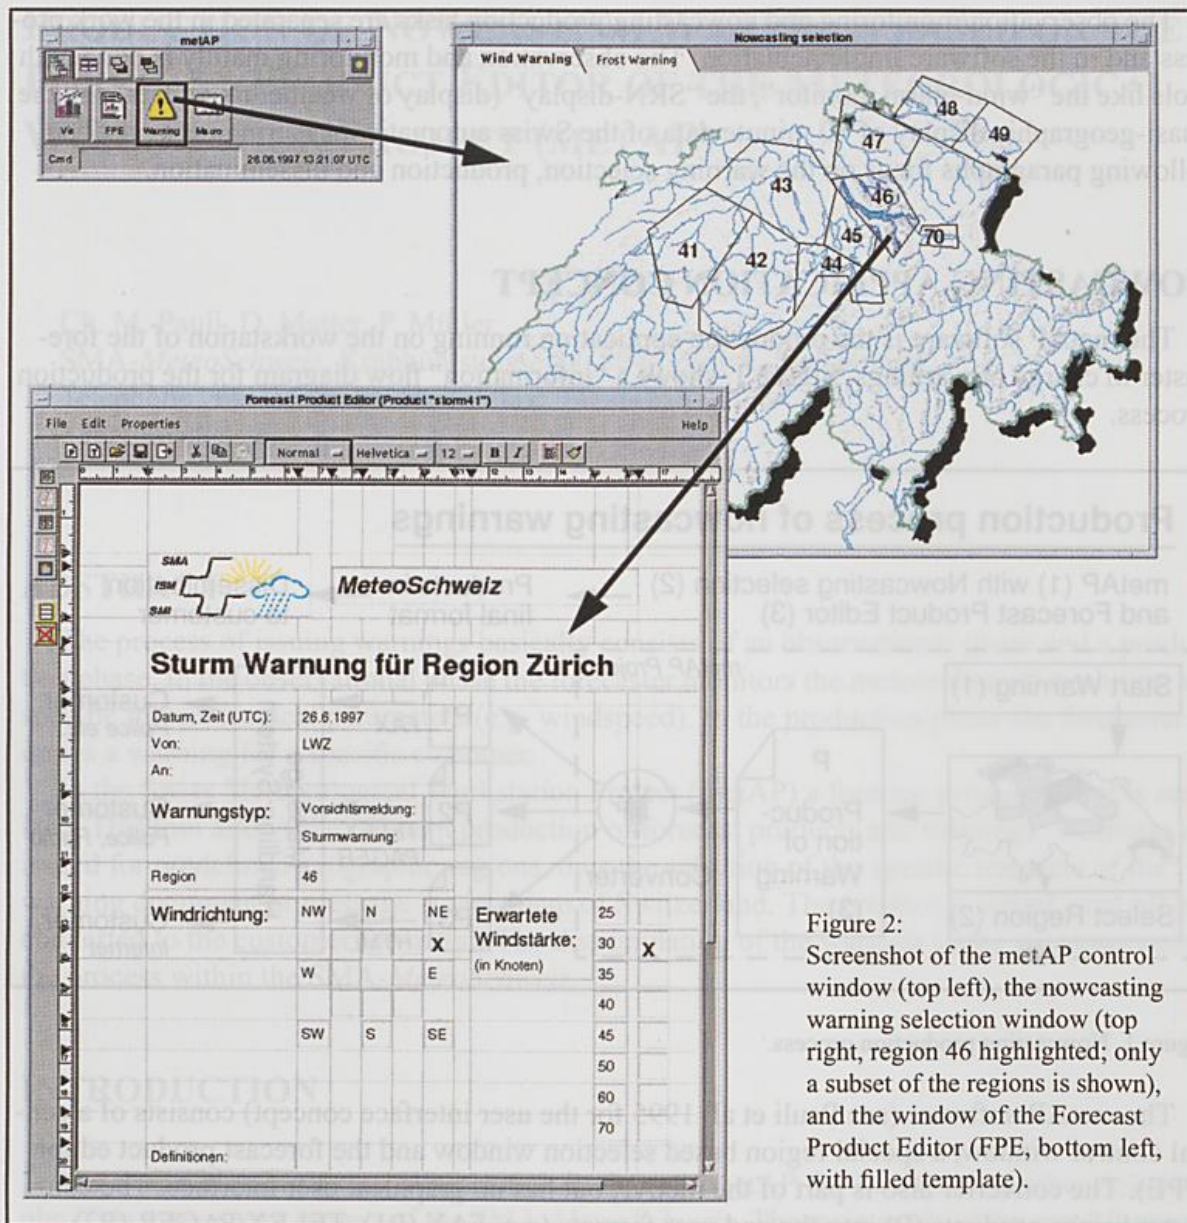 metAP
Ve FPE Warning Macro
Cmd 26.06.1997 13:21:07 UTC
Nowcasting selection
Wind Warning Frost Warning
48
49
47
43
46
45
70
41
42
44
Forecast Product Editor (Product "storm41")
File Edit Properties Help
Normal Helvetica 12 B I
SMA
ISM
SMI
MeteoSchweiz
Sturm Warnung für Region Zürich
Datum, Zeit (UTC): 26.6.1997
Von: LWZ
An:
Warnungstyp: Vorsichtsmeldung:
Sturmwarnung:
Region 46
Windrichtung: NW N NE Erwartete 25
X Windstärke: 30 X
W E (in Knoten) 35
40
SW S SE 45
50
60
70
Definitionen:
Figure 2:
Screenshot of the metAP control
window (top left), the nowcasting
warning selection window (top
right, region 46 highlighted; only
a subset of the regions is shown),
and the window of the Forecast
Product Editor (FPE, bottom left,
with filled template).